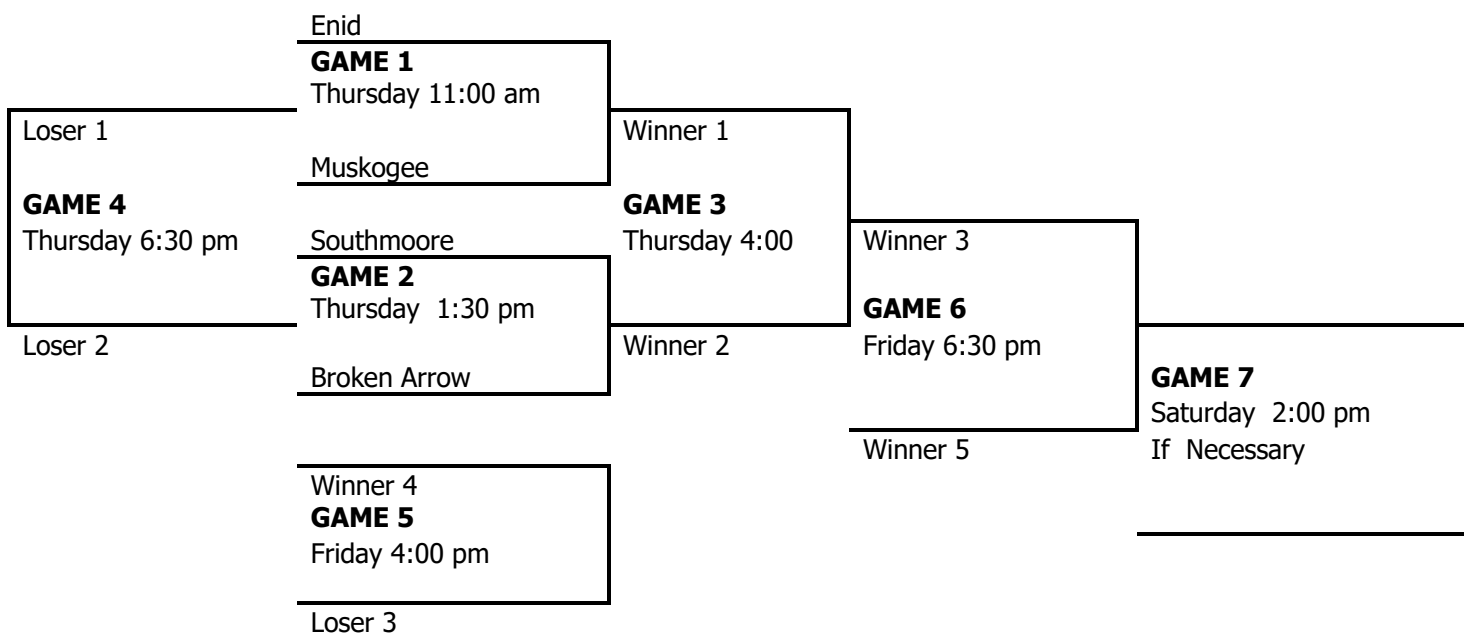 Enid
GAME 1
Thursday 11:00 am
Loser 1
Winner 1
Muskogee
GAME 4
GAME 3
Thursday 6:30 pm
Southmoore
Thursday 4:00
Winner 3
GAME 2
Thursday 1:30 pm
GAME 6
Loser 2
Winner 2
Friday 6:30 pm
Broken Arrow
GAME 7
Saturday 2:00 pm
Winner 5
If Necessary
Winner 4
GAME 5
Friday 4:00 pm
Loser 3